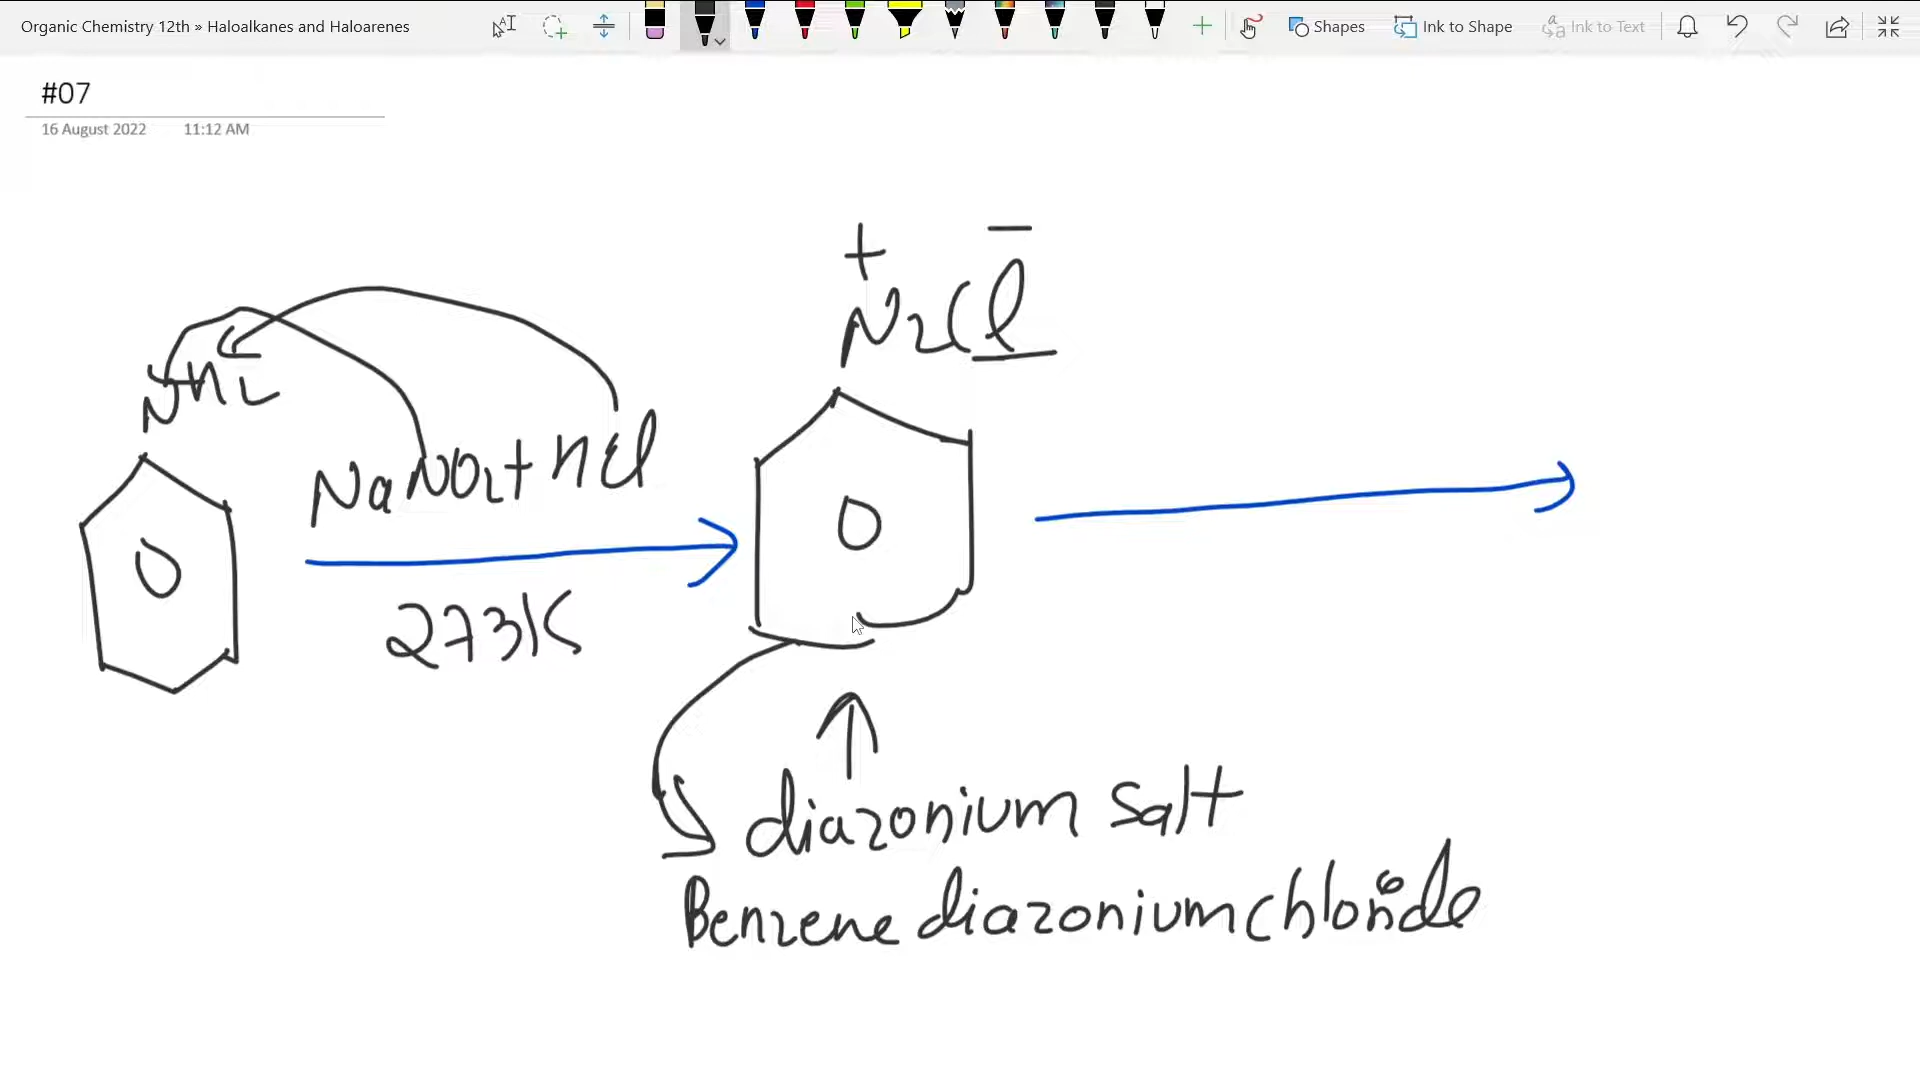 Organic Chemistry 12th » Haloalkanes and Haloarenes
Shapes
Ink to Shape
Ink to Text
#07
16 August 2022 11:12 AM
+ −
N2Cl
NH2
NaNO2+HCl
273K
diazonium salt
Benzene diazonium chloride